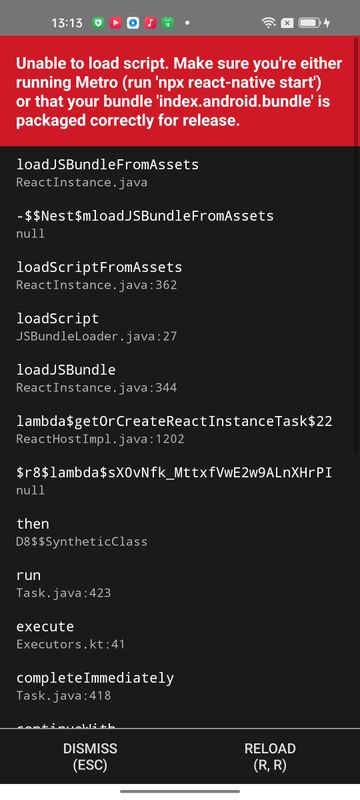 13:13
Unable to load script. Make sure you're either
running Metro (run 'npx react-native start')
or that your bundle 'index.android.bundle' is
packaged correctly for release.
loadJSBundleFromAssets
ReactInstance.java
-$$Nest$mloadJSBundleFromAssets
null
loadScriptFromAssets
ReactInstance.java:362
loadScript
JSBundleLoader.java:27
loadJSBundle
ReactInstance.java:344
lambda$getOrCreateReactInstanceTask$22
ReactHostImpl.java:1202
$r8$lambda$sXOvNfk_MttxfVwE2w9ALnXHrPI
null
then
D8$$SyntheticClass
run
Task.java:423
execute
Executors.kt:41
completeImmediately
Task.java:418
continueWith
DISMISS
(ESC)
RELOAD
(R, R)